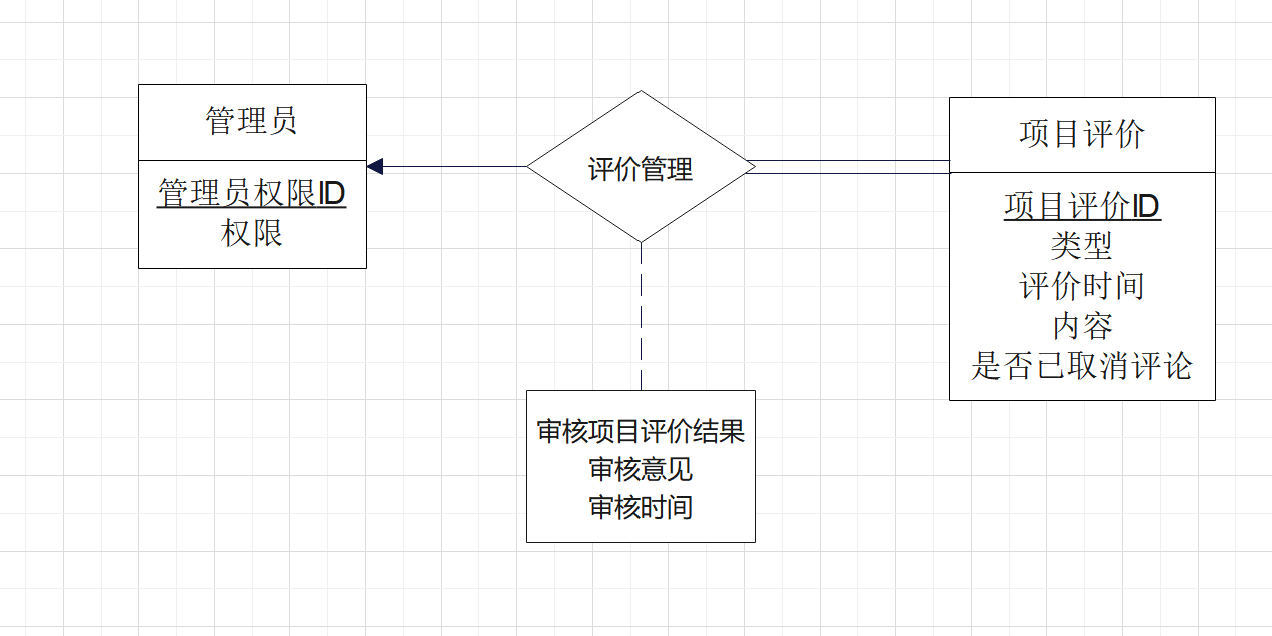 管理员
管理员权限ID
权限
评价管理
项目评价
项目评价ID
类型
评价时间
内容
是否已取消评论
审核项目评价结果
审核意见
审核时间